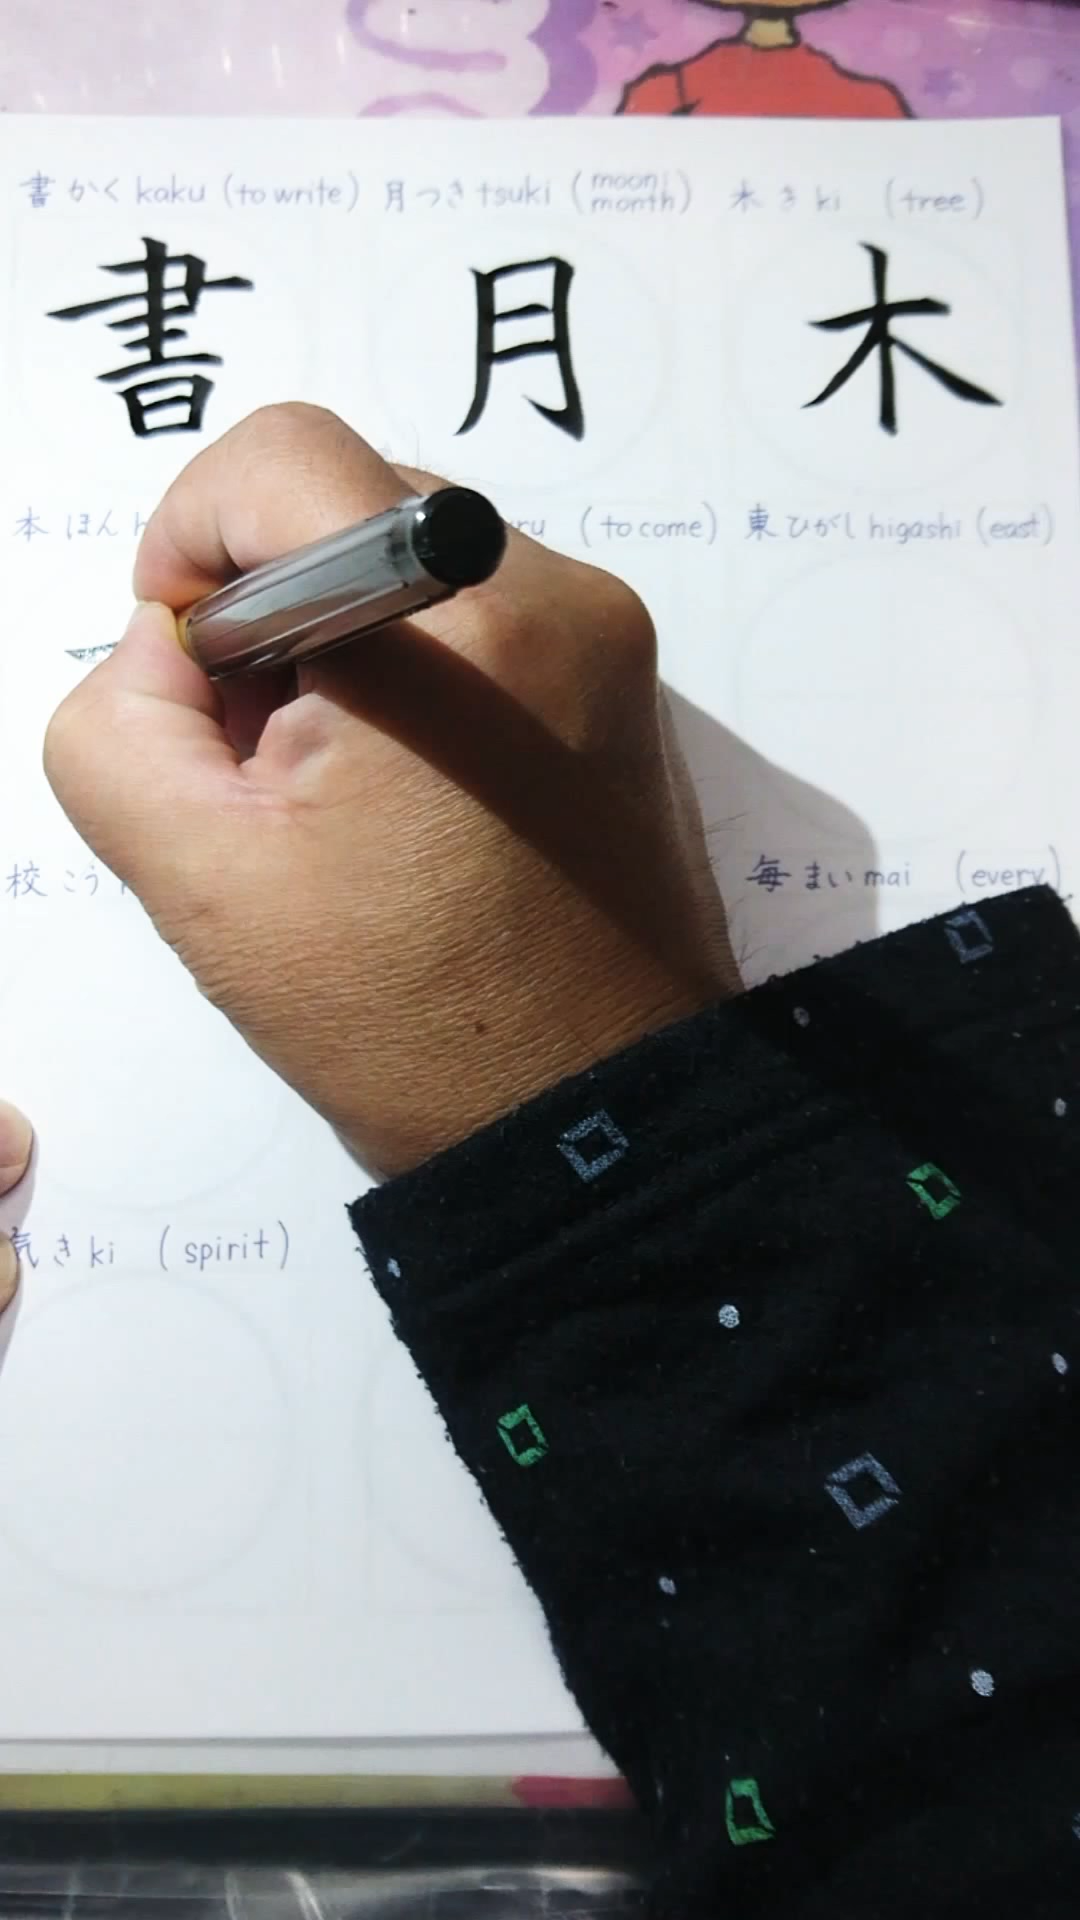 書 かく kaku (to write) 月 つき tsuki (moon; month) 木 き ki (tree)
書 月 木
本 ほん (to come) 東 ひがし higashi (east)
校 こう 毎 まい mai (every)
気 き ki (spirit)